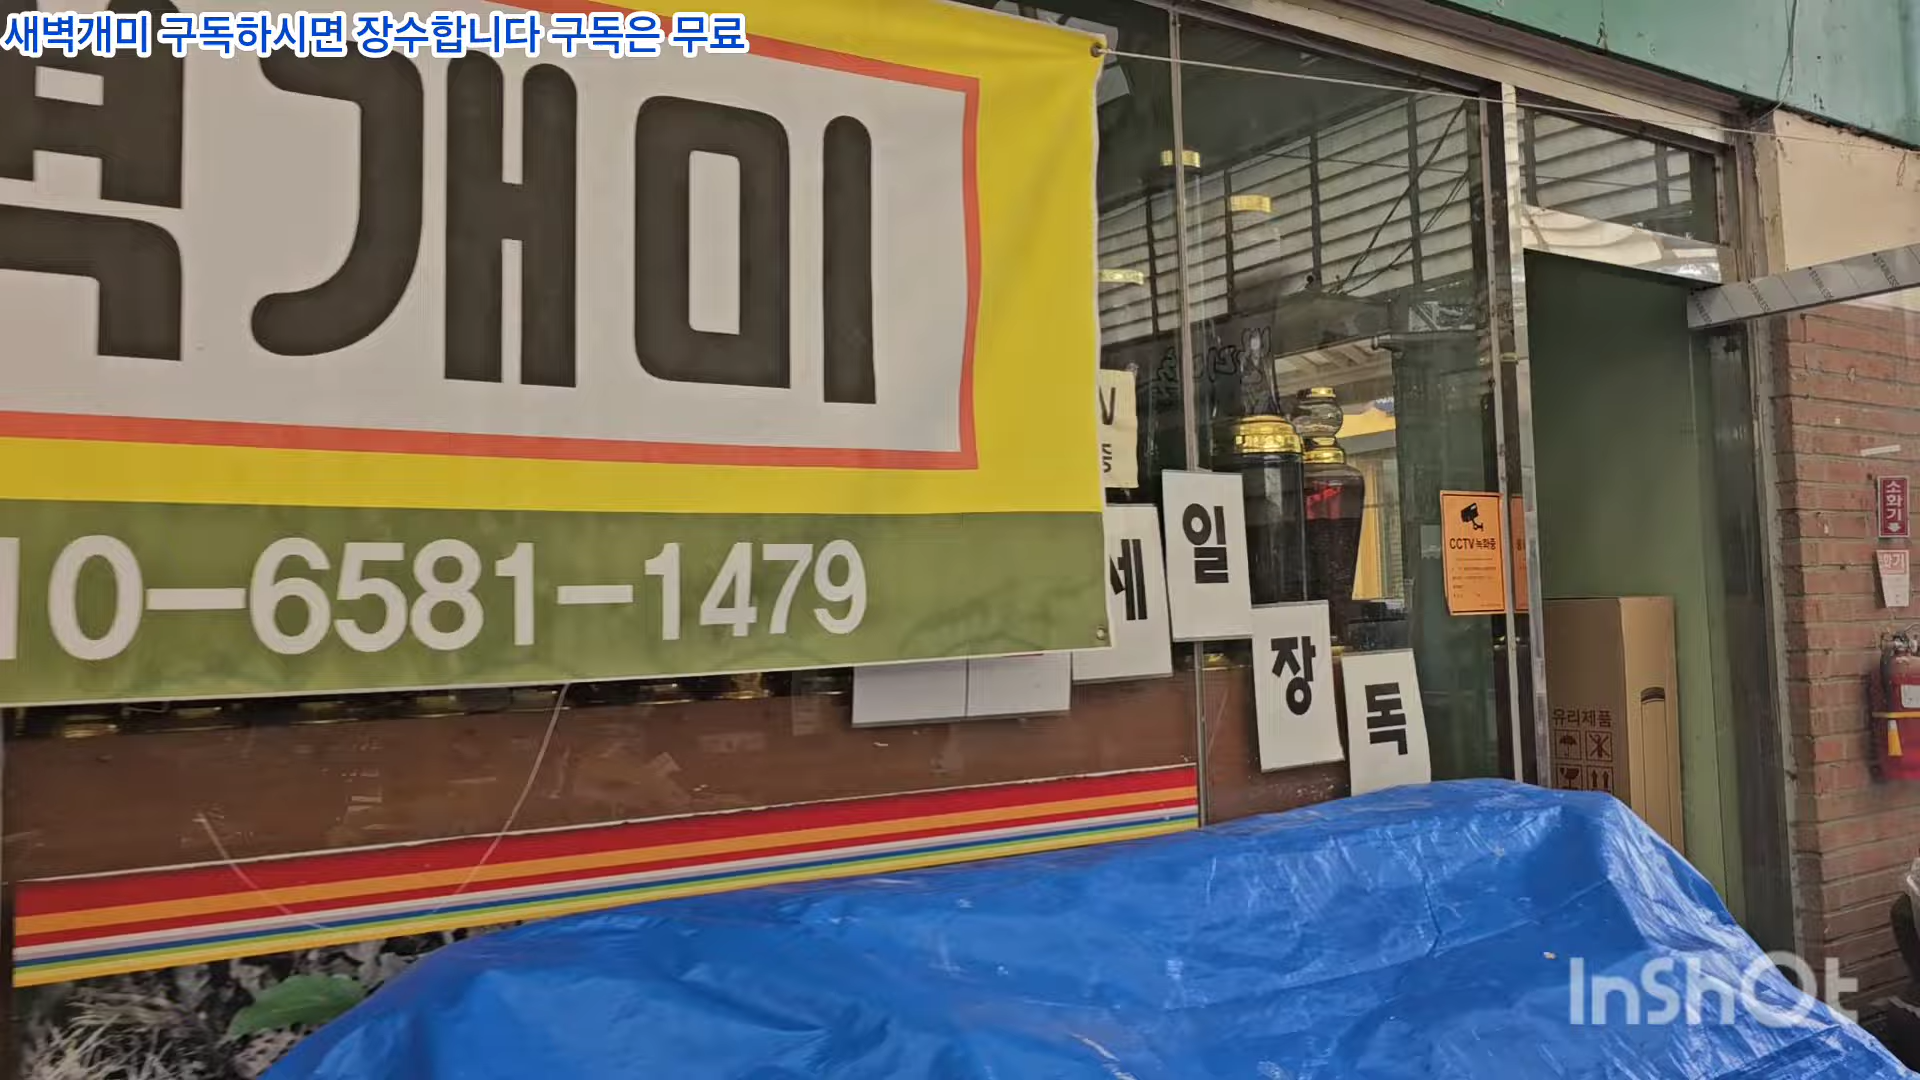 새벽개미 구독하시면 장수합니다 구독은 무료
벽개미
10-6581-1479
세
일
장
독
CCTV 녹화중
유리제품
소화기
STAINLESS
InShOt